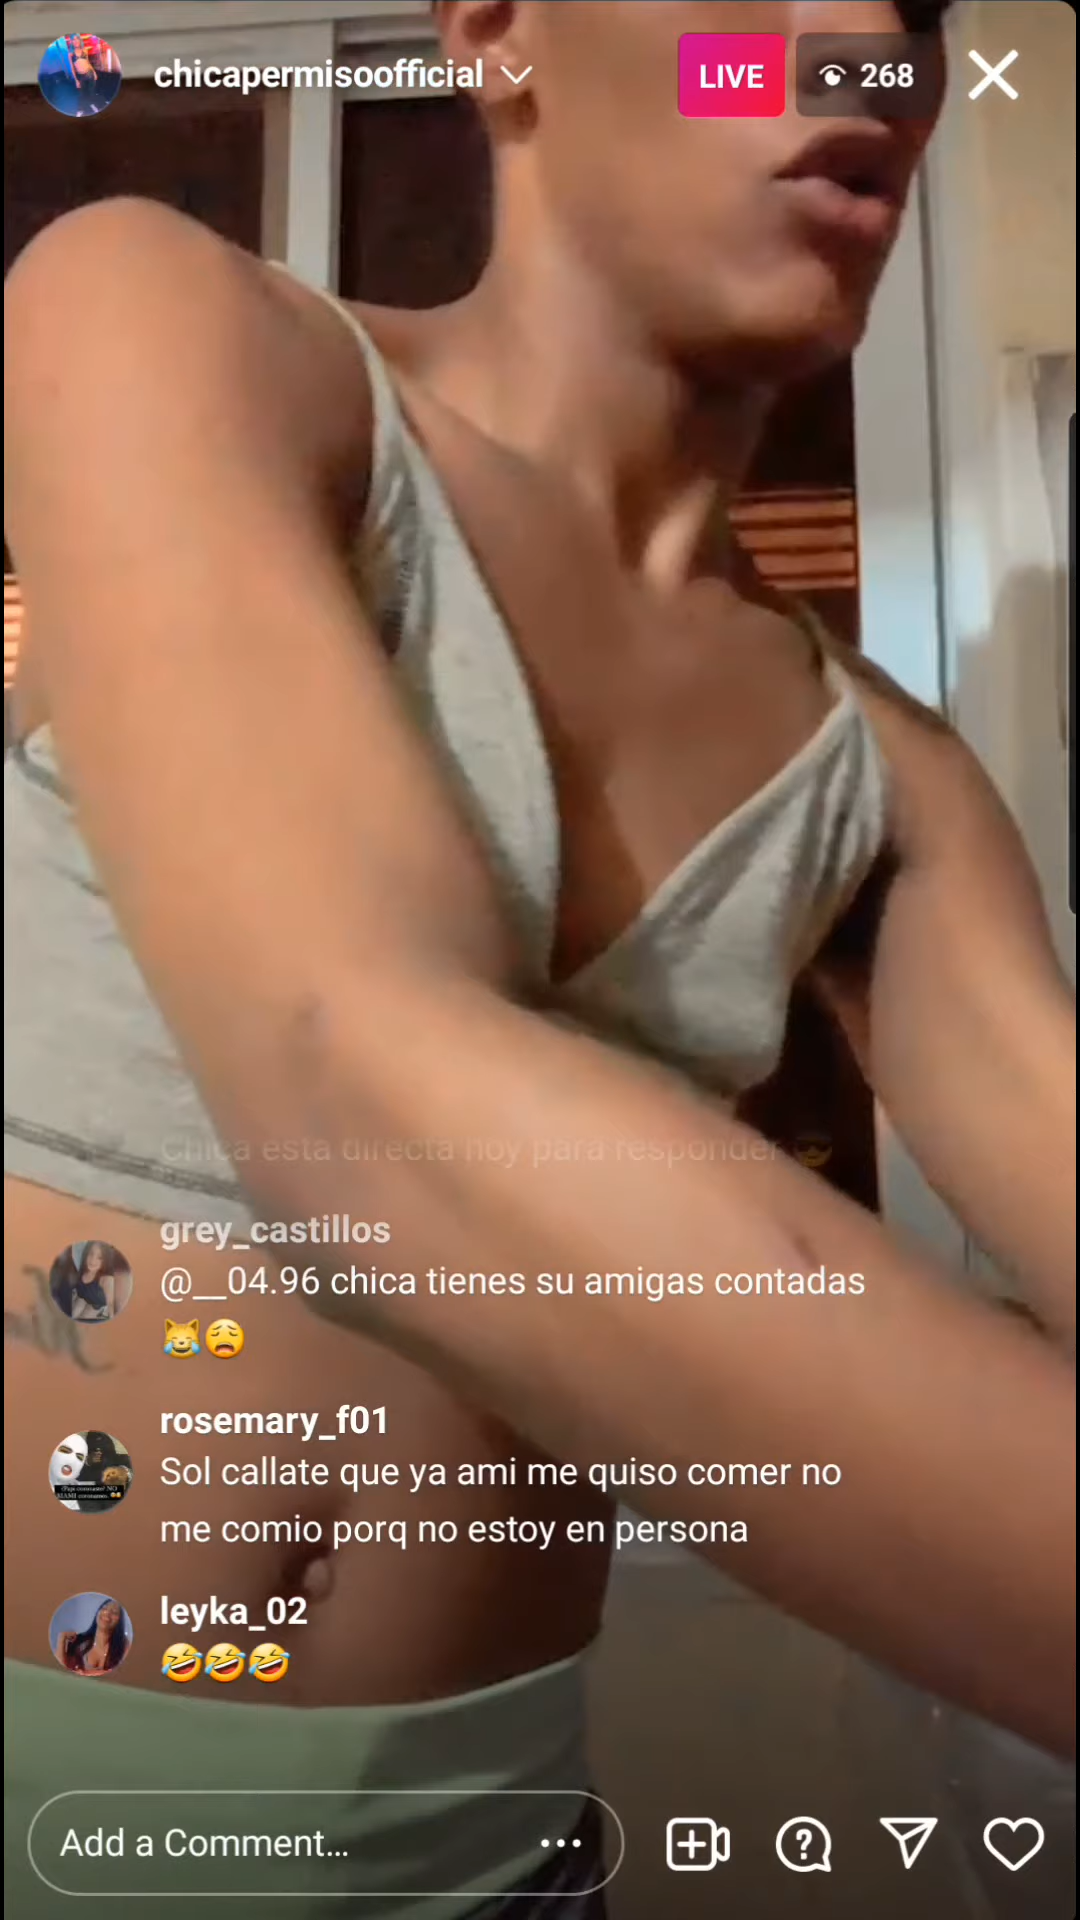 chicapermisoofficial
LIVE
268
Chica esta directa hoy para responder 😎
grey_castillos
@__04.96 chica tienes su amigas contadas
😹😩
rosemary_f01
Sol callate que ya ami me quiso comer no
me comio porq no estoy en persona
leyka_02
🤣🤣🤣
Add a Comment...